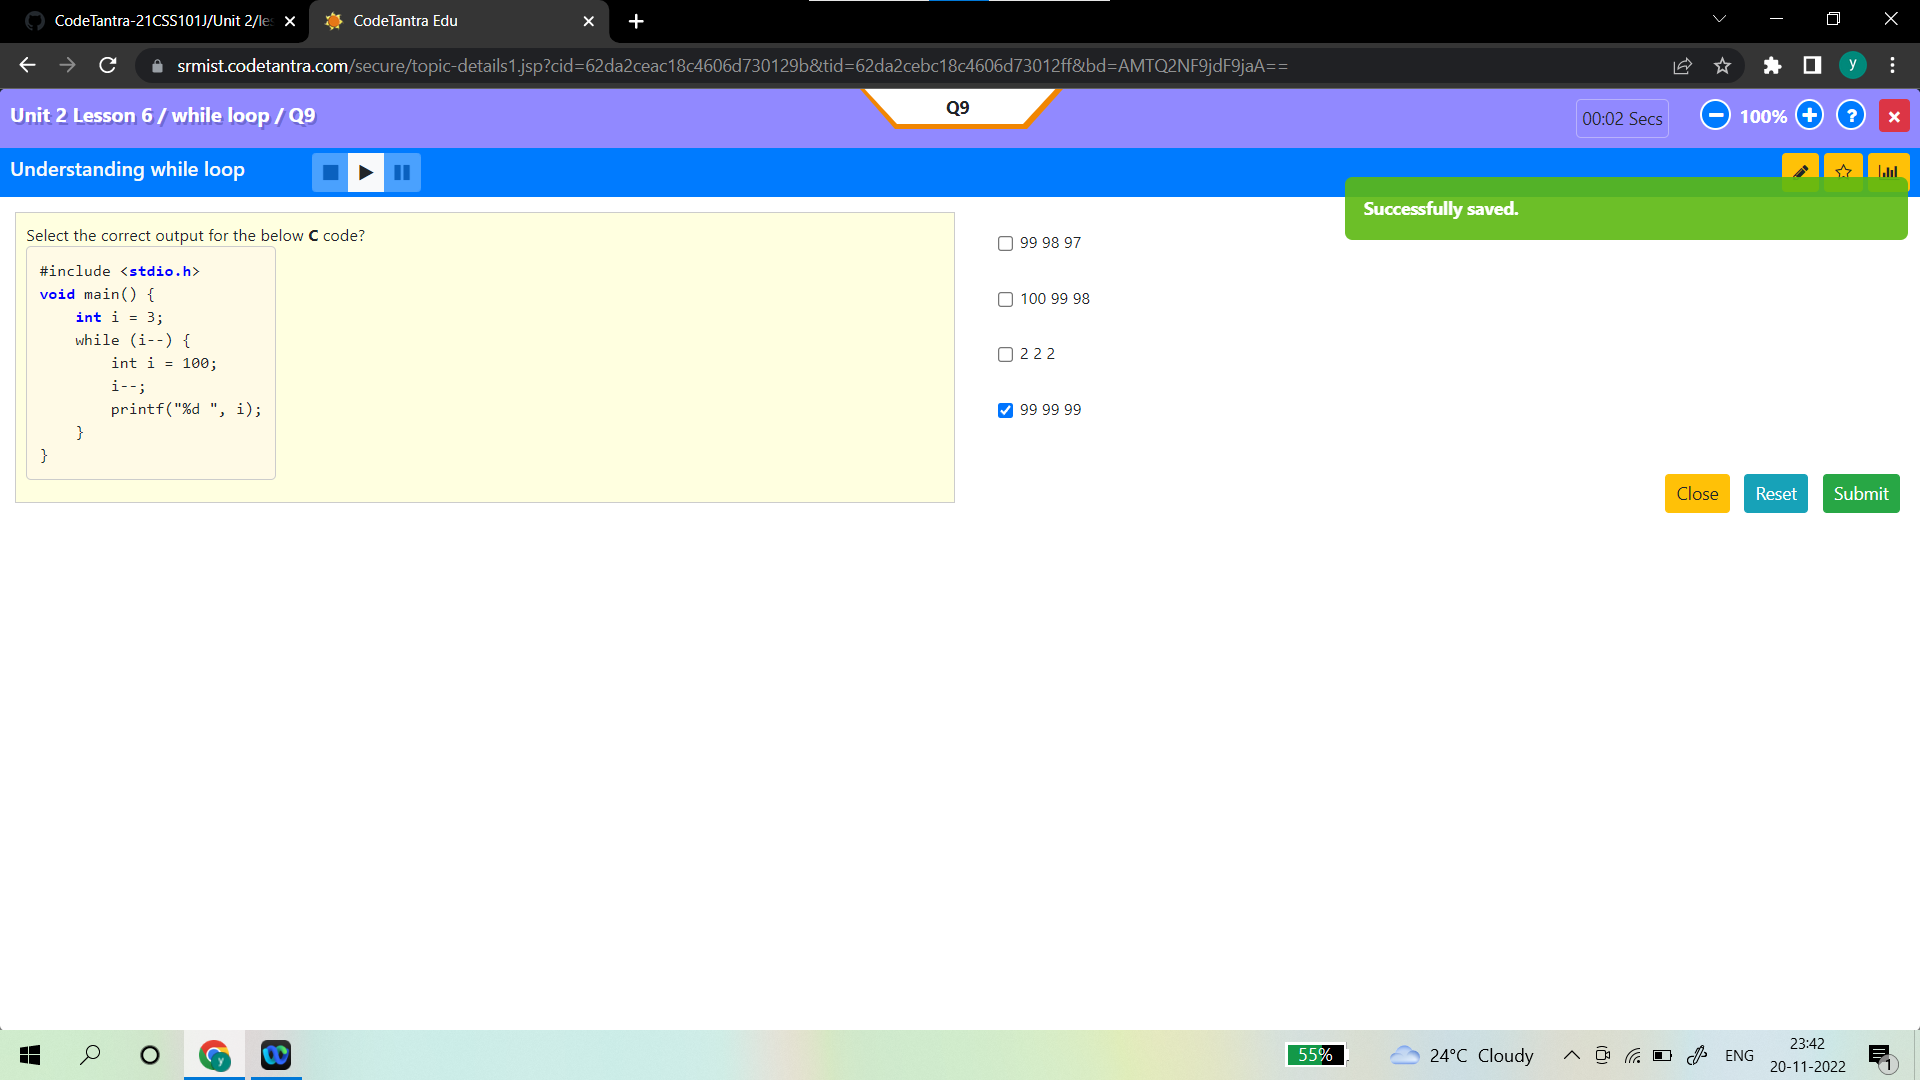 CodeTantra-21CSS101J/Unit 2/les
CodeTantra Edu
srmist.codetantra.com/secure/topic-details1.jsp?cid=62da2ceac18c4606d730129b&tid=62da2cebc18c4606d73012ff&bd=AMTQ2NF9jdF9jaA==
y
Unit 2 Lesson 6 / while loop / Q9
Q9
00:02 Secs
100%
?
Understanding while loop
Successfully saved.
Select the correct output for the below C code?
#include <stdio.h>
void main() {
    int i = 3;
    while (i--) {
        int i = 100;
        i--;
        printf("%d ", i);
    }
}
99 98 97
100 99 98
2 2 2
99 99 99
Close
Reset
Submit
y
55%
24°C Cloudy
ENG
23:42
20-11-2022
1